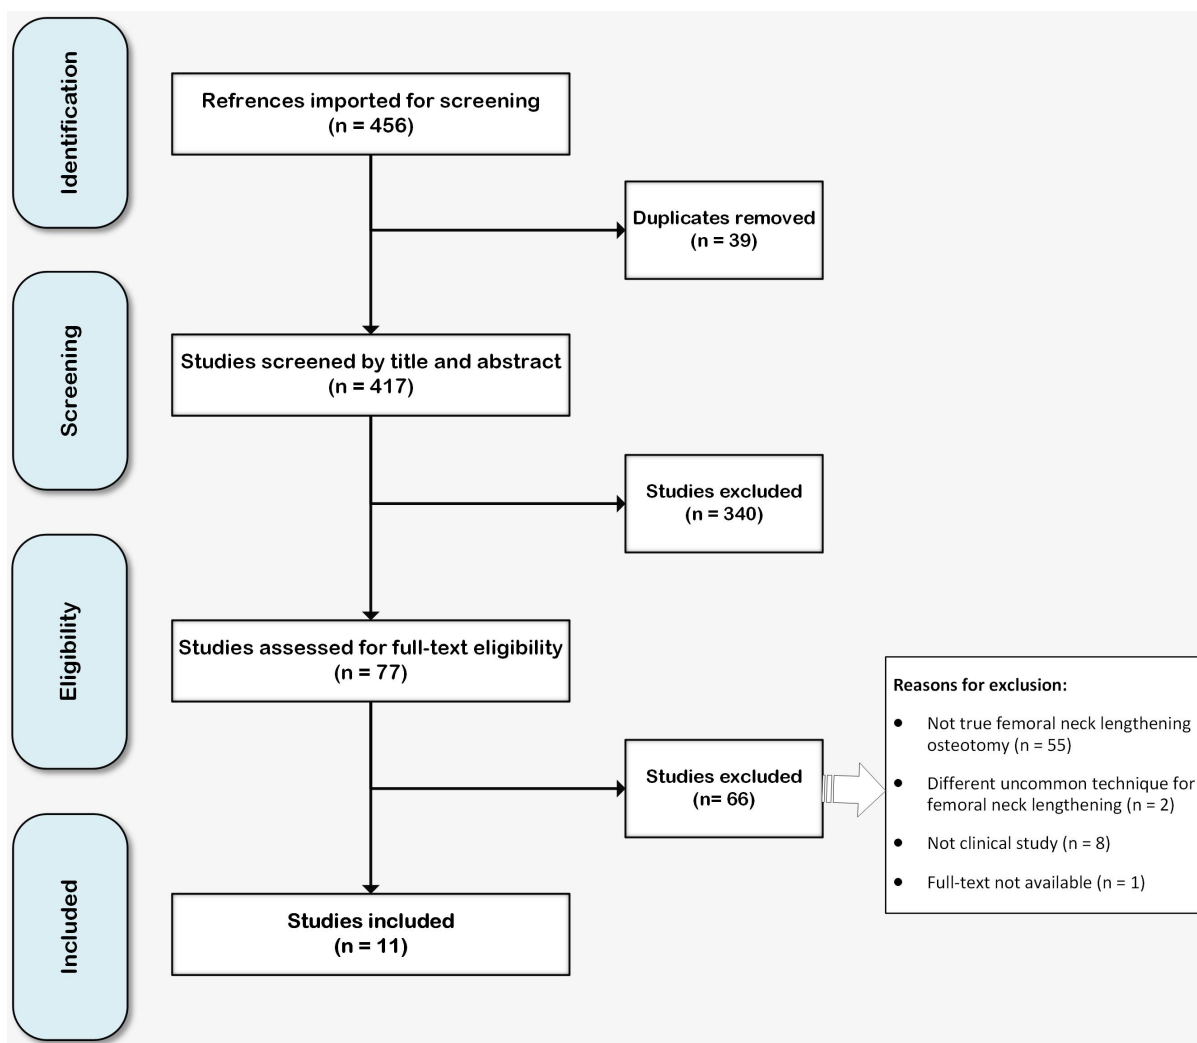 Identification
Refrences imported for screening
(n = 456)
Duplicates removed
(n = 39)
Screening
Studies screened by title and abstract
(n = 417)
Studies excluded
(n = 340)
Eligibility
Studies assessed for full-text eligibility
(n = 77)
Studies excluded
(n= 66)
Reasons for exclusion:
● Not true femoral neck lengthening
osteotomy (n = 55)
● Different uncommon technique for
femoral neck lengthening (n = 2)
● Not clinical study (n = 8)
● Full-text not available (n = 1)
Included
Studies included
(n = 11)